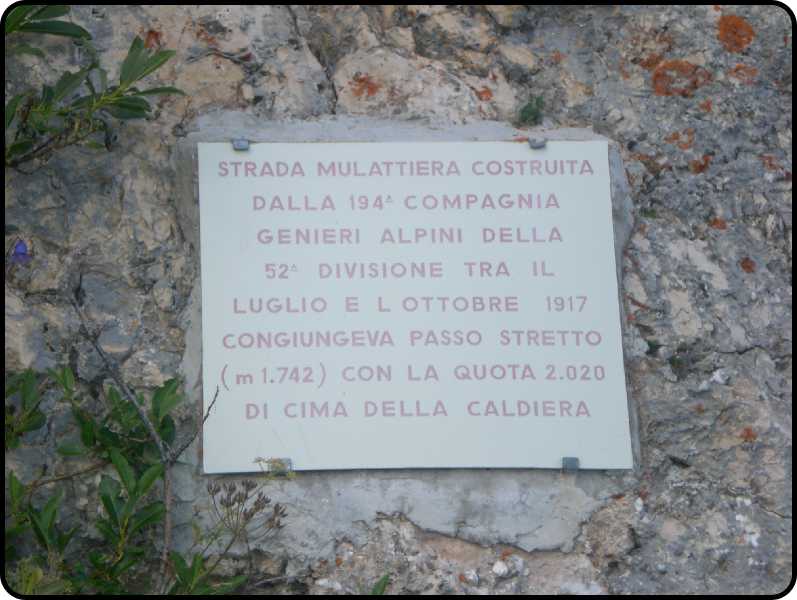 STRADA MULATTIERA COSTRUITA
DALLA 194ᴬ COMPAGNIA
GENIERI ALPINI DELLA
52ᴬ DIVISIONE TRA IL
LUGLIO E L OTTOBRE 1917
CONGIUNGEVA PASSO STRETTO
(m 1.742) CON LA QUOTA 2.020
DI CIMA DELLA CALDIERA